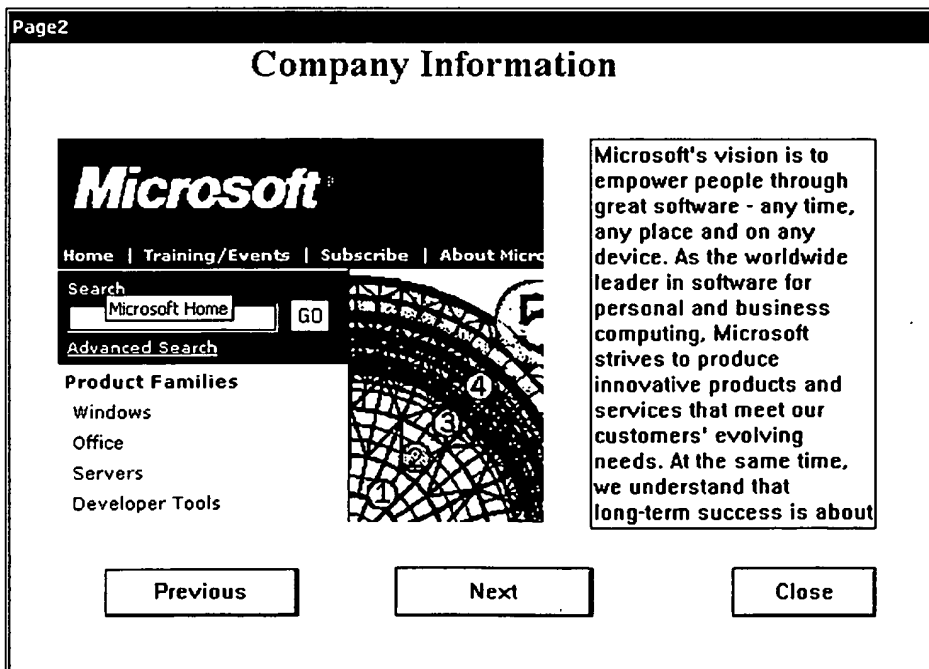 Page2
Company Information
Microsoft
Home | Training/Events | Subscribe | About Micro
Search
Microsoft Home
GO
Advanced Search
Product Families
Windows
Office
Servers
Developer Tools
4
3
2
1
Microsoft's vision is to
empower people through
great software - any time,
any place and on any
device. As the worldwide
leader in software for
personal and business
computing, Microsoft
strives to produce
innovative products and
services that meet our
customers' evolving
needs. At the same time,
we understand that
long-term success is about
Previous
Next
Close